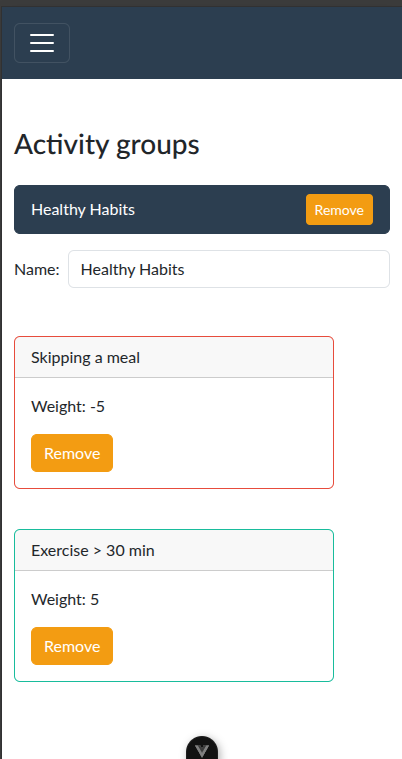 Activity groups
Healthy Habits Remove
Name: Healthy Habits
Skipping a meal
Weight: -5
Remove
Exercise > 30 min
Weight: 5
Remove